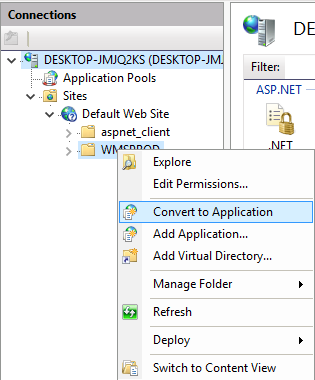 Connections
DESKTOP-JMJQ2KS (DESKTOP-JM
Application Pools
Sites
Default Web Site
aspnet_client
WMSPROD
DE
Filter:
ASP.NET
.NET
Explore
Edit Permissions...
Convert to Application
Add Application...
Add Virtual Directory...
Manage Folder
Refresh
Deploy
Switch to Content View